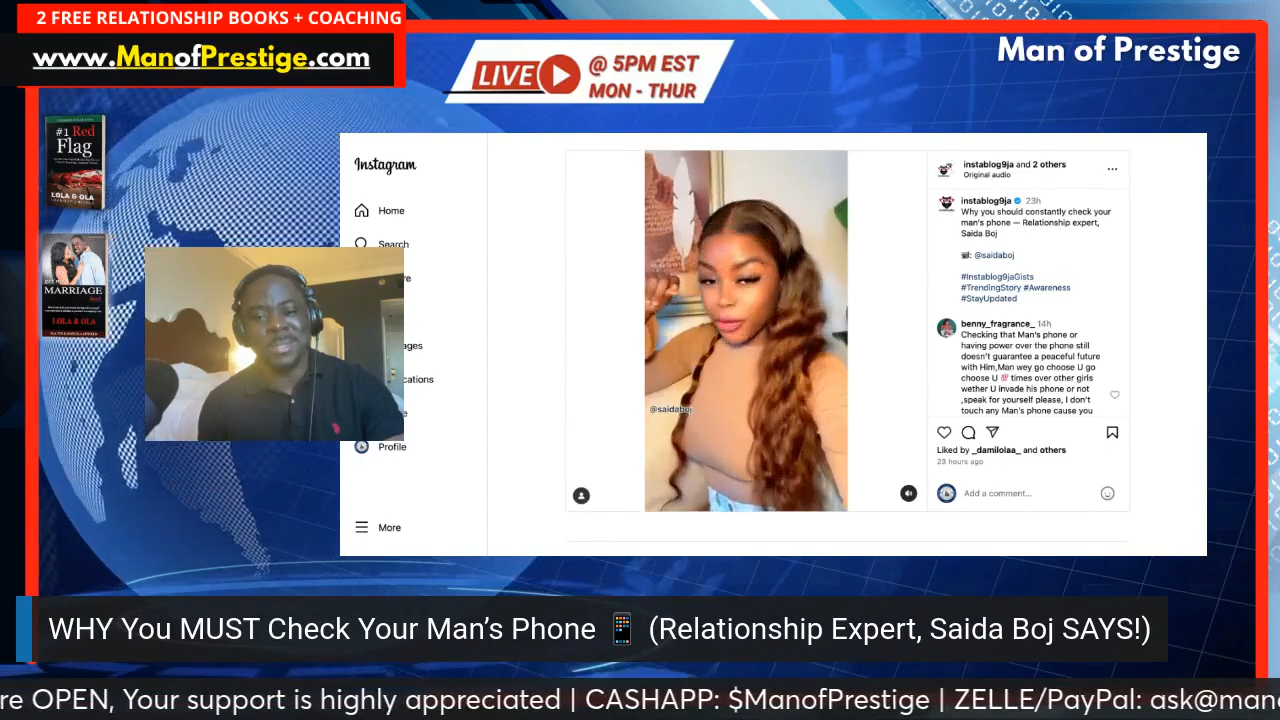 2 FREE RELATIONSHIP BOOKS + COACHING
www.ManofPrestige.com
LIVE
@ 5PM EST
MON - THUR
Man of Prestige
#1 Red
Flag
LOLA & OLA
MARRIAGE
LOLA & OLA
Instagram
Home
Search
re
ages
cations
e
Profile
More
@saidaboj
instablog9ja and 2 others
Original audio
...
instablog9ja 23h
Why you should constantly check your
man's phone — Relationship expert,
Saida Boj
📹: @saidaboj
#Instablog9jaGists
#TrendingStory #Awareness
#StayUpdated
benny_fragrance_ 14h
Checking that Man's phone or
having power over the phone still
doesn't guarantee a peaceful future
with Him,Man wey go choose U go
choose U 💯 times over other girls
wether U invade his phone or not
,speak for yourself please, I don't
touch any Man's phone cause you
Liked by _damilolaa_ and others
23 hours ago
Add a comment...
WHY You MUST Check Your Man's Phone 📱 (Relationship Expert, Saida Boj SAYS!)
re OPEN, Your support is highly appreciated | CASHAPP: $ManofPrestige | ZELLE/PayPal: ask@mano